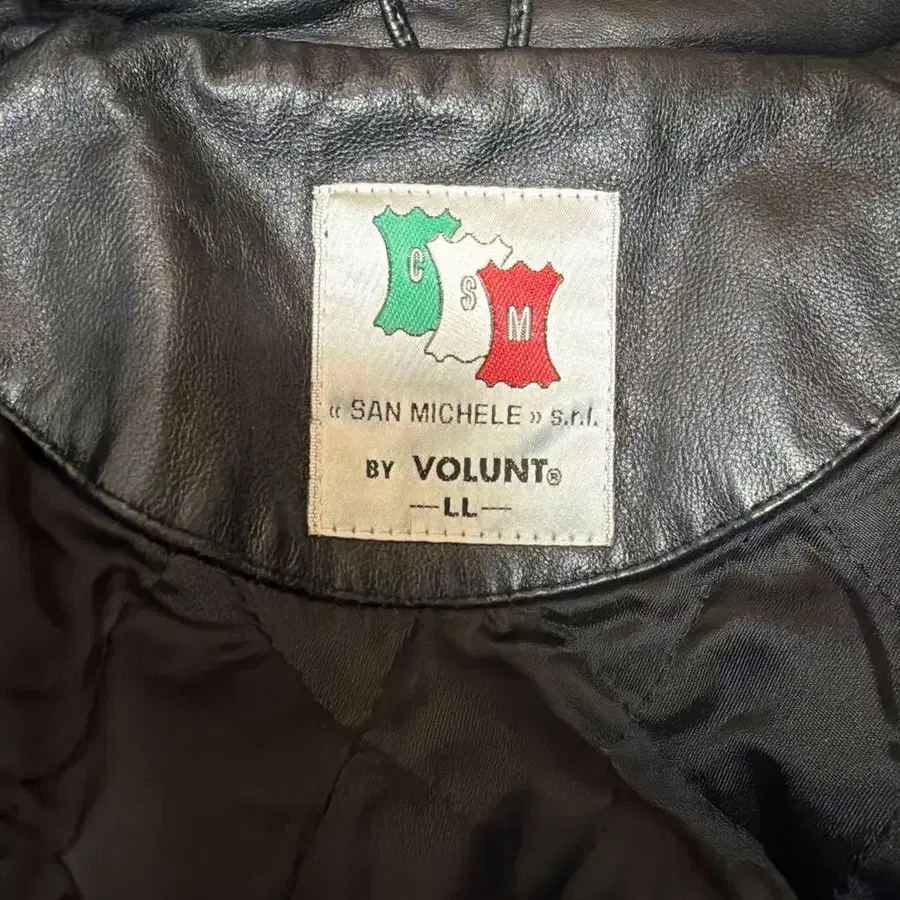 C
S
M
« SAN MICHELE » s.r.l.
BY VOLUNT®
—LL—